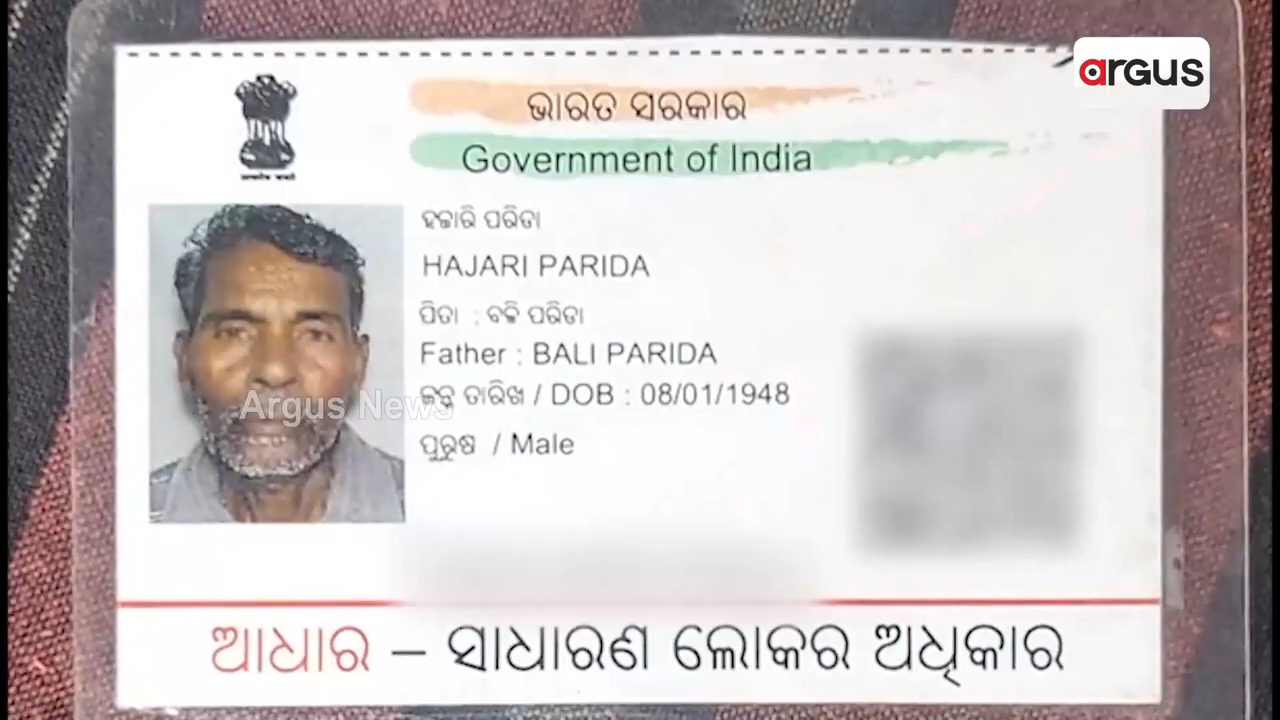 argus
ଭାରତ ସରକାର
Government of India
ହଜାରି ପରିଡା
HAJARI PARIDA
ପିତା : ବଳି ପରିଡା
Father : BALI PARIDA
ଜନ୍ମ ତାରିଖ / DOB : 08/01/1948
Argus News
ପୁରୁଷ / Male
ଆଧାର – ସାଧାରଣ ଲୋକର ଅଧିକାର